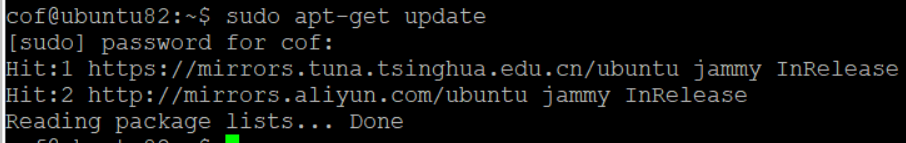 cof@ubuntu82:~$ sudo apt-get update
[sudo] password for cof:
Hit:1 https://mirrors.tuna.tsinghua.edu.cn/ubuntu jammy InRelease
Hit:2 http://mirrors.aliyun.com/ubuntu jammy InRelease
Reading package lists... Done